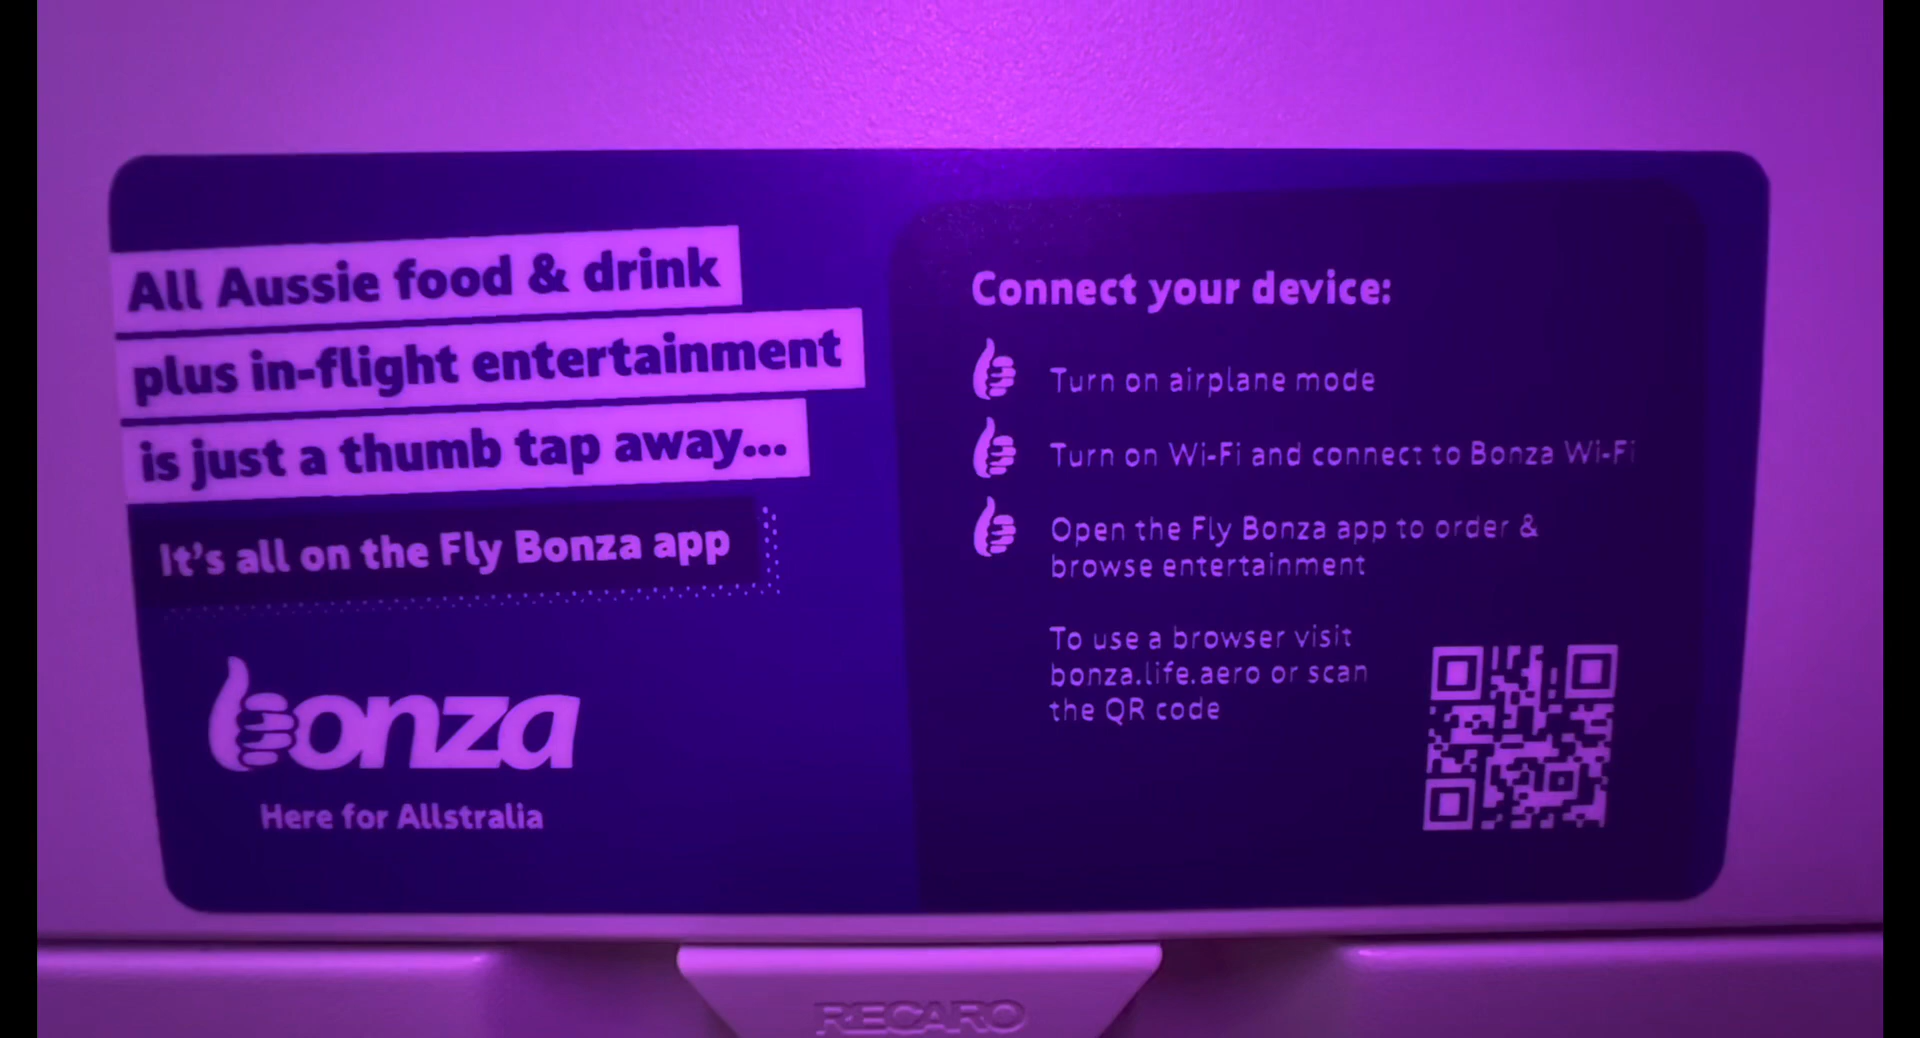 All Aussie food & drink
plus in-flight entertainment
is just a thumb tap away...
It's all on the Fly Bonza app
bonza
Here for Allstralia
Connect your device:
Turn on airplane mode
Turn on Wi-Fi and connect to Bonza Wi-Fi
Open the Fly Bonza app to order &
browse entertainment
To use a browser visit
bonza.life.aero or scan
the QR code
RECARO